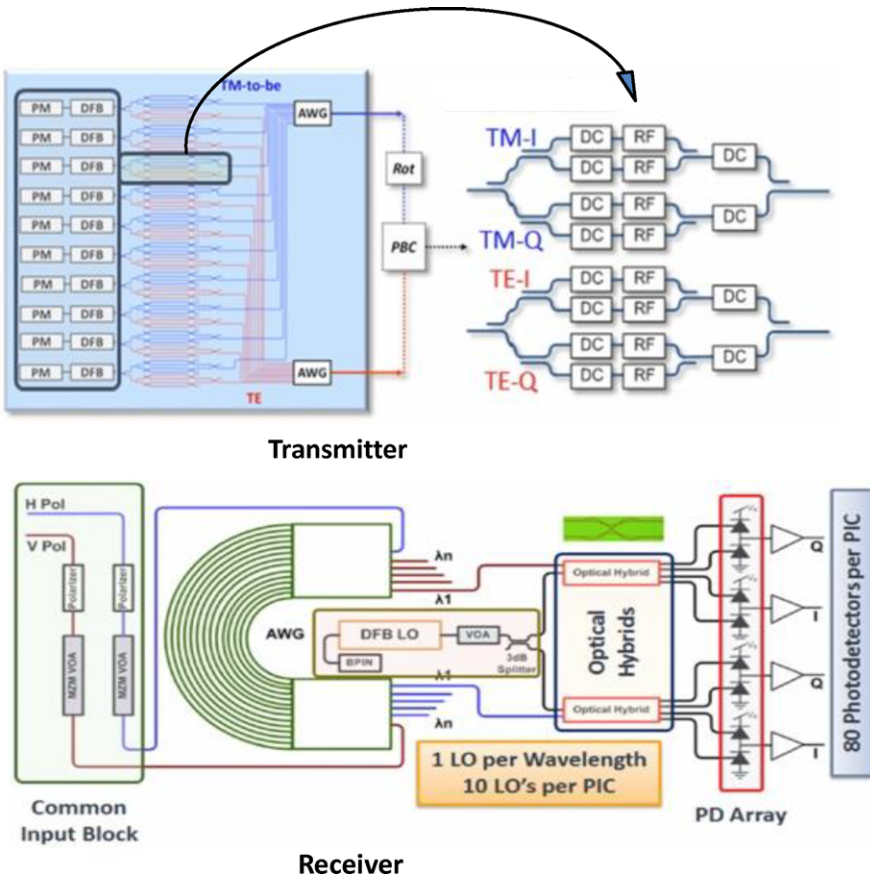 TM-to-be
PM DFB
PM DFB
PM DFB
PM DFB
PM DFB
PM DFB
PM DFB
PM DFB
PM DFB
PM DFB
AWG
Rot
PBC
AWG
TE
TM-I
DC RF
DC RF
DC
DC RF
DC RF
DC
TM-Q
TE-I
DC RF
DC RF
DC
DC RF
DC RF
DC
TE-Q
Transmitter
H Pol
V Pol
Polarizer
Polarizer
MZM VOA
MZM VOA
Common
Input Block
AWG
λn
λ1
DFB LO
VOA
BPIN
3dB
Splitter
λ1
λn
Optical Hybrid
Optical
Hybrids
Optical Hybrid
1 LO per Wavelength
10 LO's per PIC
Q
I
Q
I
PD Array
80 Photodetectors per PIC
Receiver